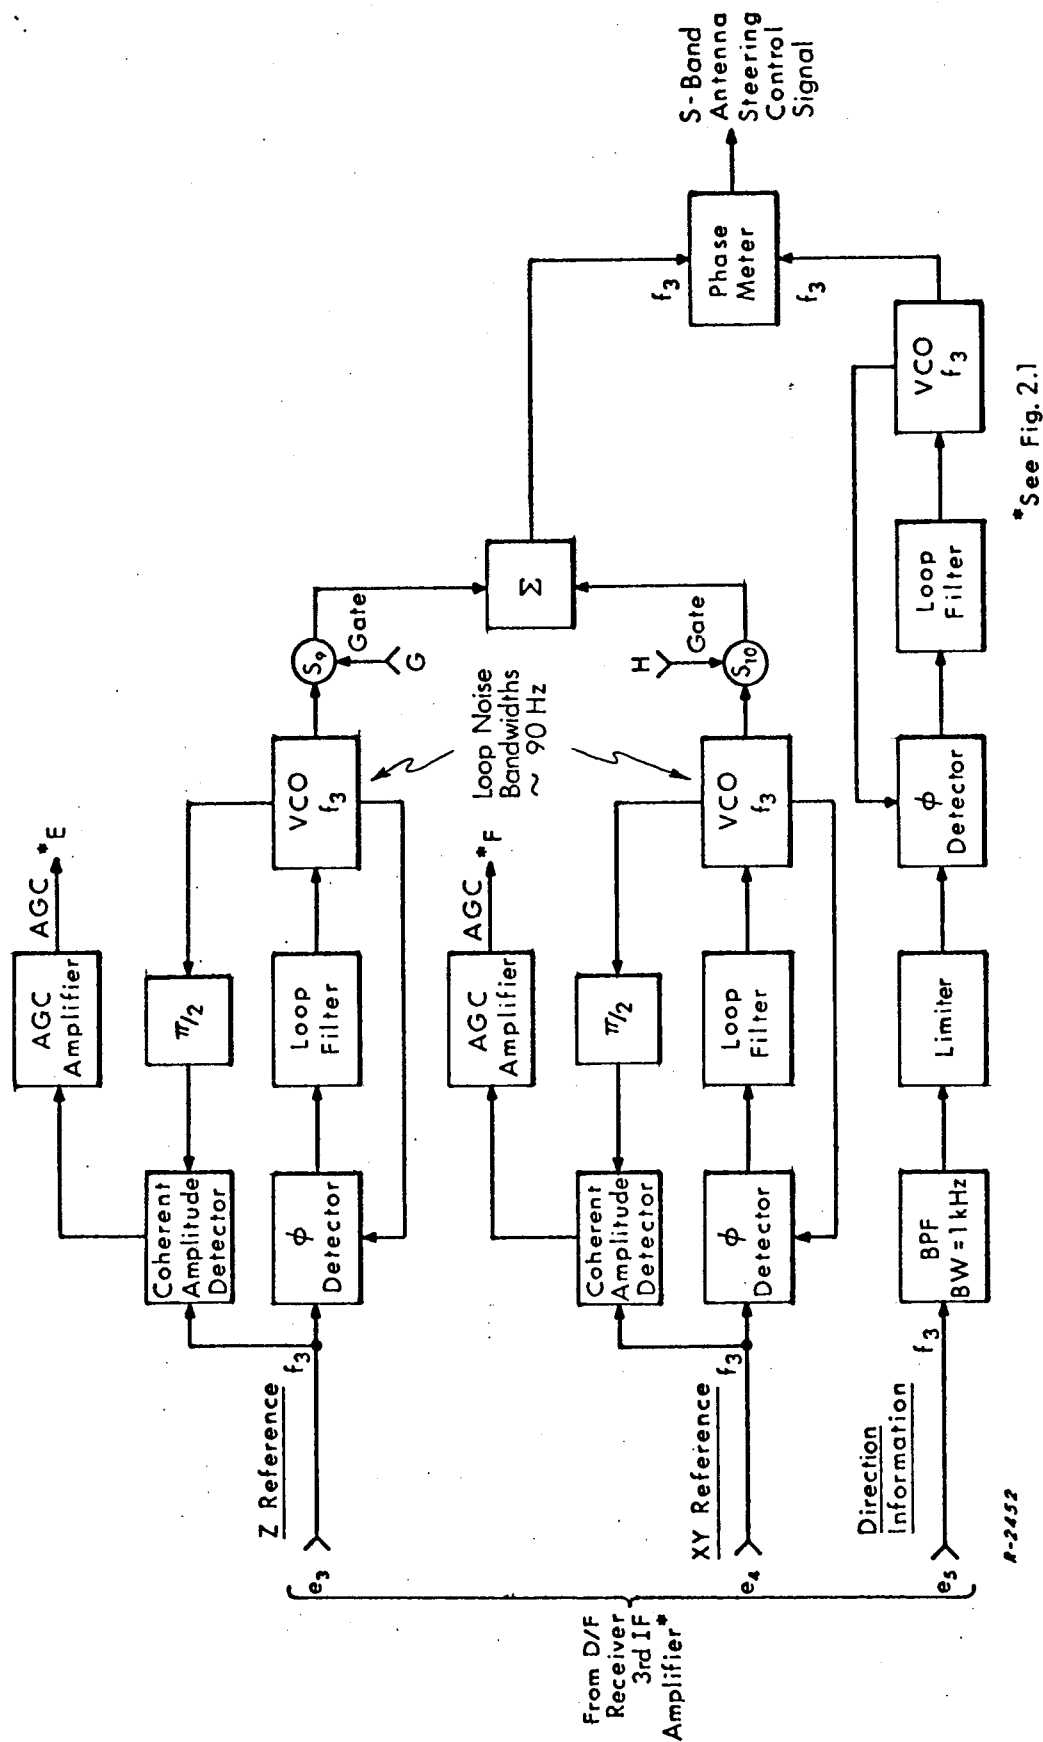 AGC
Amplifier
AGC
*E
Coherent
Amplitude
Detector
π/2
Z Reference
e3
f3
ϕ
Detector
Loop
Filter
VCO
f3
S9
Gate
G
Loop Noise
Bandwidths
~ 90 Hz
AGC
Amplifier
AGC
*F
Coherent
Amplitude
Detector
π/2
From D/F
Receiver
3rd IF
Amplifier*
XY Reference
e4
f3
ϕ
Detector
Loop
Filter
VCO
f3
H
Gate
S10
Σ
f3
Phase
Meter
f3
S-Band
Antenna
Steering
Control
Signal
Direction
Information
e5
f3
BPF
BW = 1 kHz
Limiter
ϕ
Detector
Loop
Filter
VCO
f3
*See Fig. 2.1
R-2452